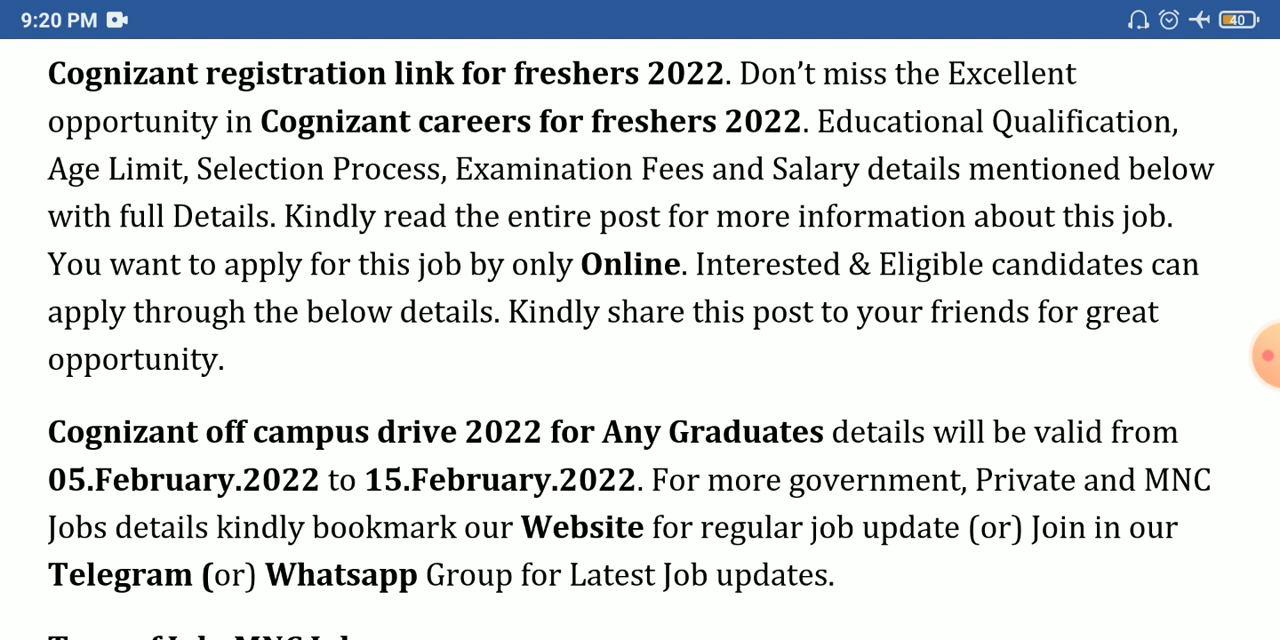 9:20 PM
40
Cognizant registration link for freshers 2022. Don’t miss the Excellent
opportunity in Cognizant careers for freshers 2022. Educational Qualification,
Age Limit, Selection Process, Examination Fees and Salary details mentioned below
with full Details. Kindly read the entire post for more information about this job.
You want to apply for this job by only Online. Interested & Eligible candidates can
apply through the below details. Kindly share this post to your friends for great
opportunity.
Cognizant off campus drive 2022 for Any Graduates details will be valid from
05.February.2022 to 15.February.2022. For more government, Private and MNC
Jobs details kindly bookmark our Website for regular job update (or) Join in our
Telegram (or) Whatsapp Group for Latest Job updates.